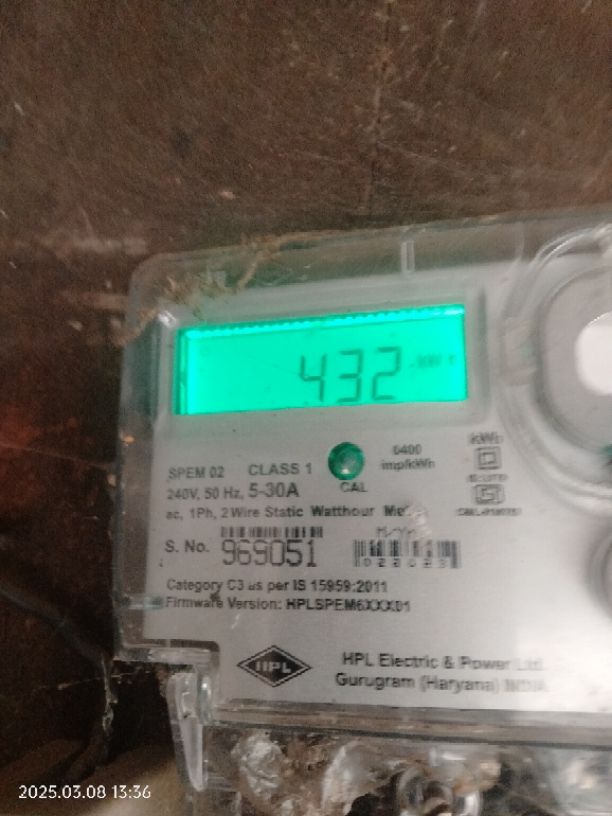 432 kWh
SPEM 02 CLASS 1
6400
imp/kWh
kWh
240V, 50 Hz, 5-30A
CAL
ac, 1Ph, 2 Wire Static Watthour
S. No. 969051
Category C3 as per IS 15959:2011
Firmware Version: HPLSPEM6XXX01
HPL
HPL Electric & Power Ltd.
Gurugram (Haryana) INDIA
2025.03.08 13:36